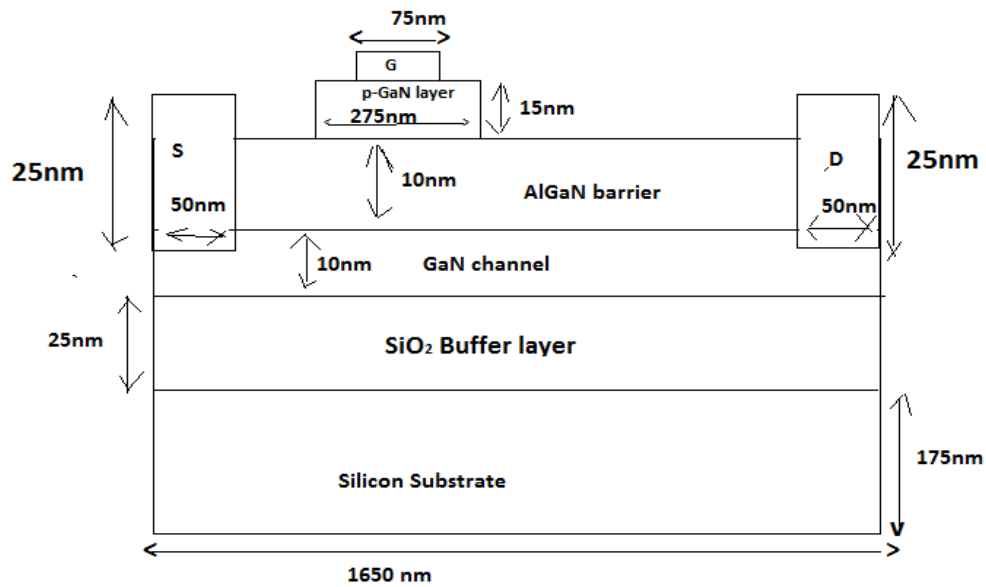 75nm
G
p-GaN layer
275nm
15nm
25nm
S
50nm
10nm
AlGaN barrier
D
50nm
25nm
10nm
GaN channel
25nm
SiO₂ Buffer layer
Silicon Substrate
175nm
1650 nm